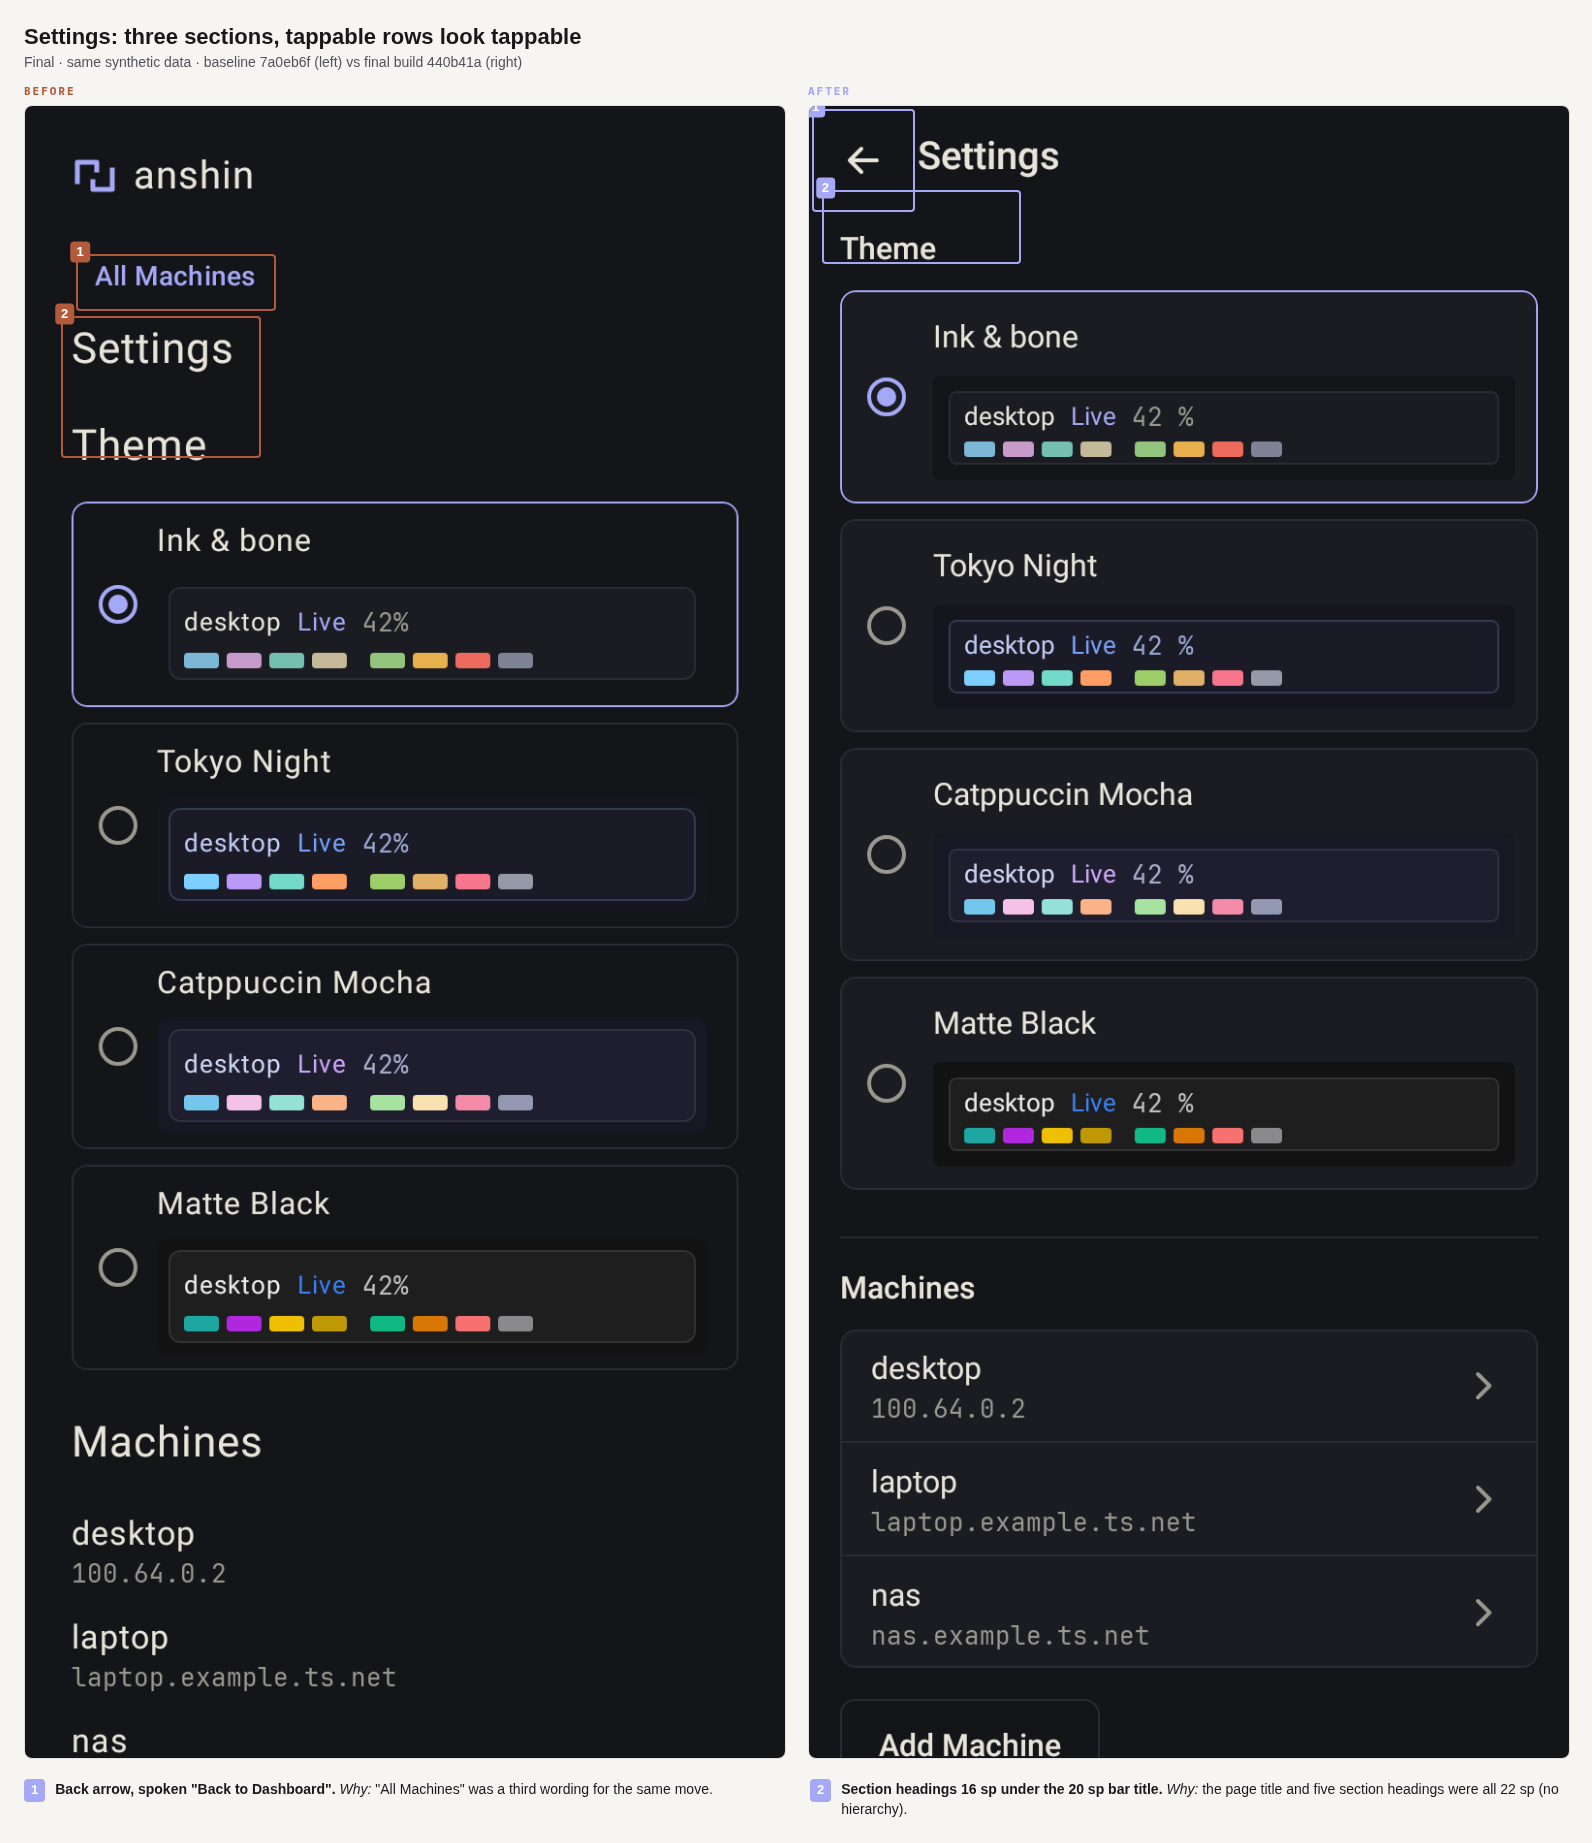 Settings: three sections, tappable rows look tappable
Final · same synthetic data · baseline 7a0eb6f (left) vs final build 440b41a (right)
BEFORE
anshin
1
All Machines
2
Settings
Theme
Ink & bone
desktop Live 42%
Tokyo Night
desktop Live 42%
Catppuccin Mocha
desktop Live 42%
Matte Black
desktop Live 42%
Machines
desktop
100.64.0.2
laptop
laptop.example.ts.net
nas
AFTER
1
Settings
2
Theme
Ink & bone
desktop Live 42 %
Tokyo Night
desktop Live 42 %
Catppuccin Mocha
desktop Live 42 %
Matte Black
desktop Live 42 %
Machines
desktop
100.64.0.2
laptop
laptop.example.ts.net
nas
nas.example.ts.net
Add Machine
1 Back arrow, spoken "Back to Dashboard". Why: "All Machines" was a third wording for the same move.
2 Section headings 16 sp under the 20 sp bar title. Why: the page title and five section headings were all 22 sp (no
hierarchy).